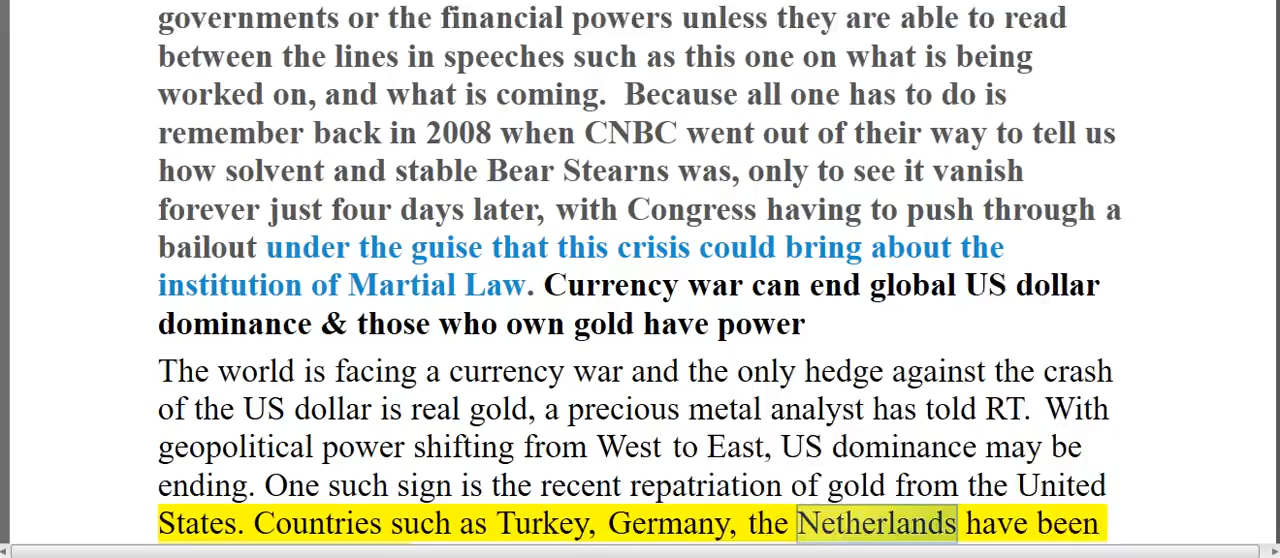 governments or the financial powers unless they are able to read
between the lines in speeches such as this one on what is being
worked on, and what is coming.  Because all one has to do is
remember back in 2008 when CNBC went out of their way to tell us
how solvent and stable Bear Stearns was, only to see it vanish
forever just four days later, with Congress having to push through a
bailout under the guise that this crisis could bring about the
institution of Martial Law. Currency war can end global US dollar
dominance & those who own gold have power
The world is facing a currency war and the only hedge against the crash
of the US dollar is real gold, a precious metal analyst has told RT.  With
geopolitical power shifting from West to East, US dominance may be
ending. One such sign is the recent repatriation of gold from the United
States. Countries such as Turkey, Germany, the Netherlands have been